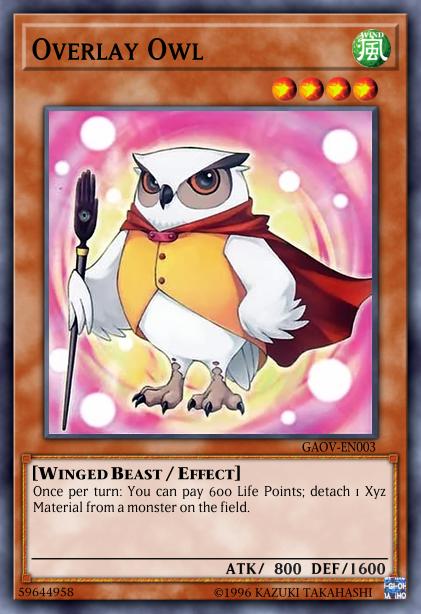 OVERLAY OWL
WIND
風
GAOV-EN003
[WINGED BEAST / EFFECT]
Once per turn: You can pay 600 Life Points; detach 1 Xyz
Material from a monster on the field.
ATK/ 800 DEF/1600
59644958
©1996 KAZUKI TAKAHASHI